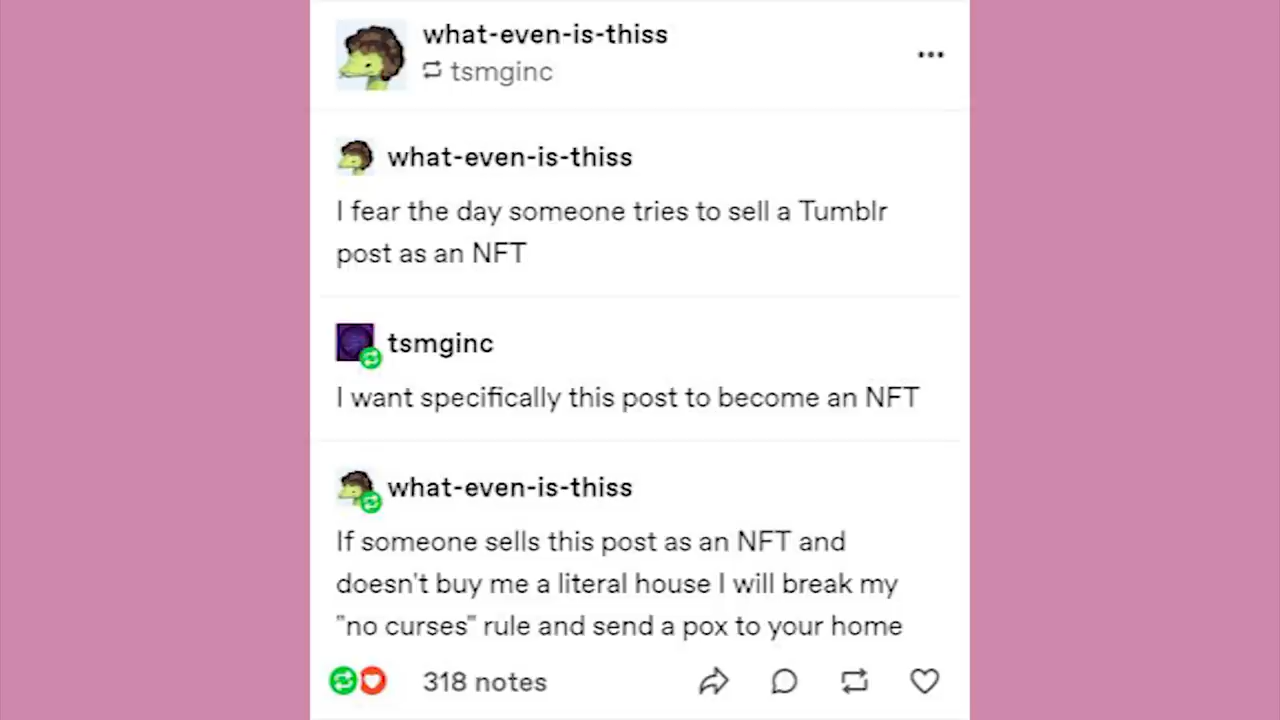 what-even-is-thiss
tsmginc
what-even-is-thiss
I fear the day someone tries to sell a Tumblr
post as an NFT
tsmginc
I want specifically this post to become an NFT
what-even-is-thiss
If someone sells this post as an NFT and
doesn't buy me a literal house I will break my
"no curses" rule and send a pox to your home
318 notes